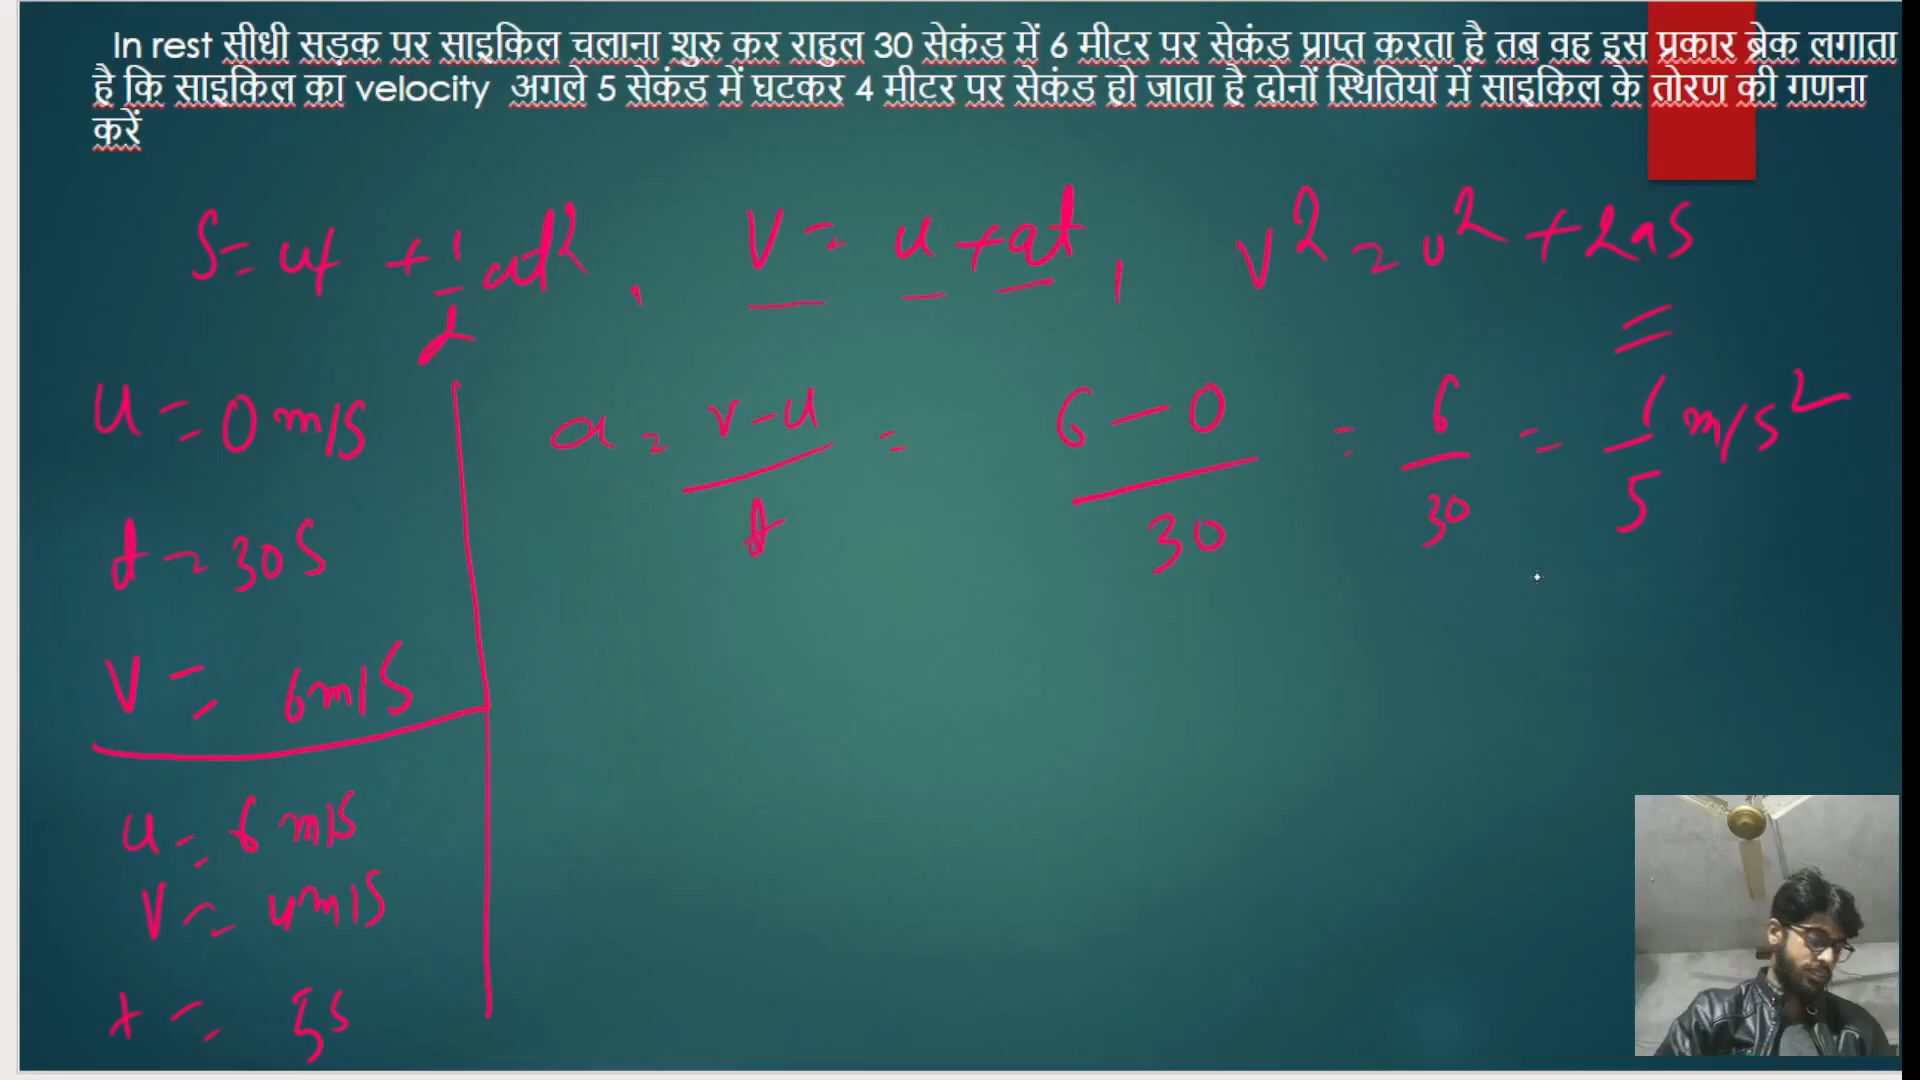 In rest सीधी सड़क पर साइकिल चलाना शुरु कर राहुल 30 सेकंड में 6 मीटर पर सेकंड प्राप्त करता है तब वह इस प्रकार ब्रेक लगाता
है कि साइकिल का velocity अगले 5 सेकंड में घटकर 4 मीटर पर सेकंड हो जाता है दोनों स्थितियों में साइकिल के तोरण की गणना
करें
S = ut + 1/2 at², V = u + at, V² = u² + 2as
u = 0 m/s
a = v-u/t = 6-0/30 = 6/30 = 1/5 m/s²
t = 30 S
V = 6 m/S
u = 6 m/s
V = 4 m/s
t = 5s